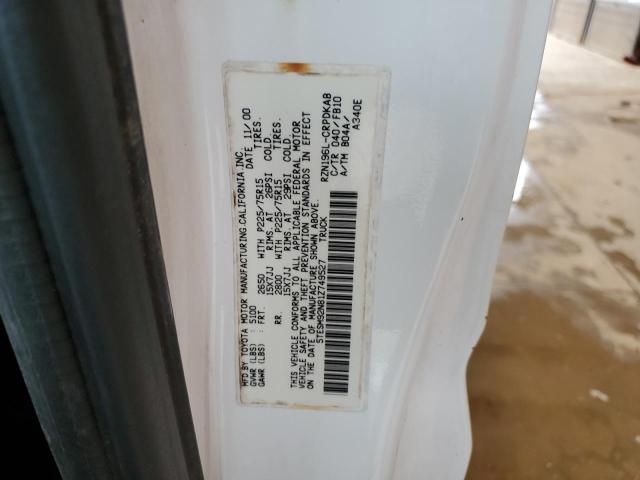 MFD BY TOYOTA MOTOR MANUFACTURING.CALIFORNIA INC.
GVWR (LBS) : 5100 DATE 11/00
GAWR (LBS) : FRT. 2650 WITH P225/75R15 TIRES.
15X7JJ RIMS. AT 26PSI COLD.
RR. 2800 WITH P225/75R15 TIRES.
15X7JJ RIMS. AT 29PSI COLD.
THIS VEHICLE CONFORMS TO ALL APPLICABLE FEDERAL MOTOR
VEHICLE SAFETY AND THEFT PREVENTION STANDARDS IN EFFECT
ON THE DATE OF MANUFACTURE SHOWN ABOVE.
5TESM92N81Z749527 TRUCK
RZN196L-CRPDKAB
C/TR 040/FB10
A/TM B04A/
A340E